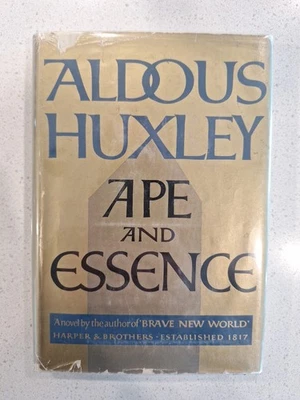 ALDOUS
HUXLEY
APE
AND
ESSENCE
A novel by the author of 'BRAVE NEW WORLD'
HARPER & BROTHERS · ESTABLISHED 1817